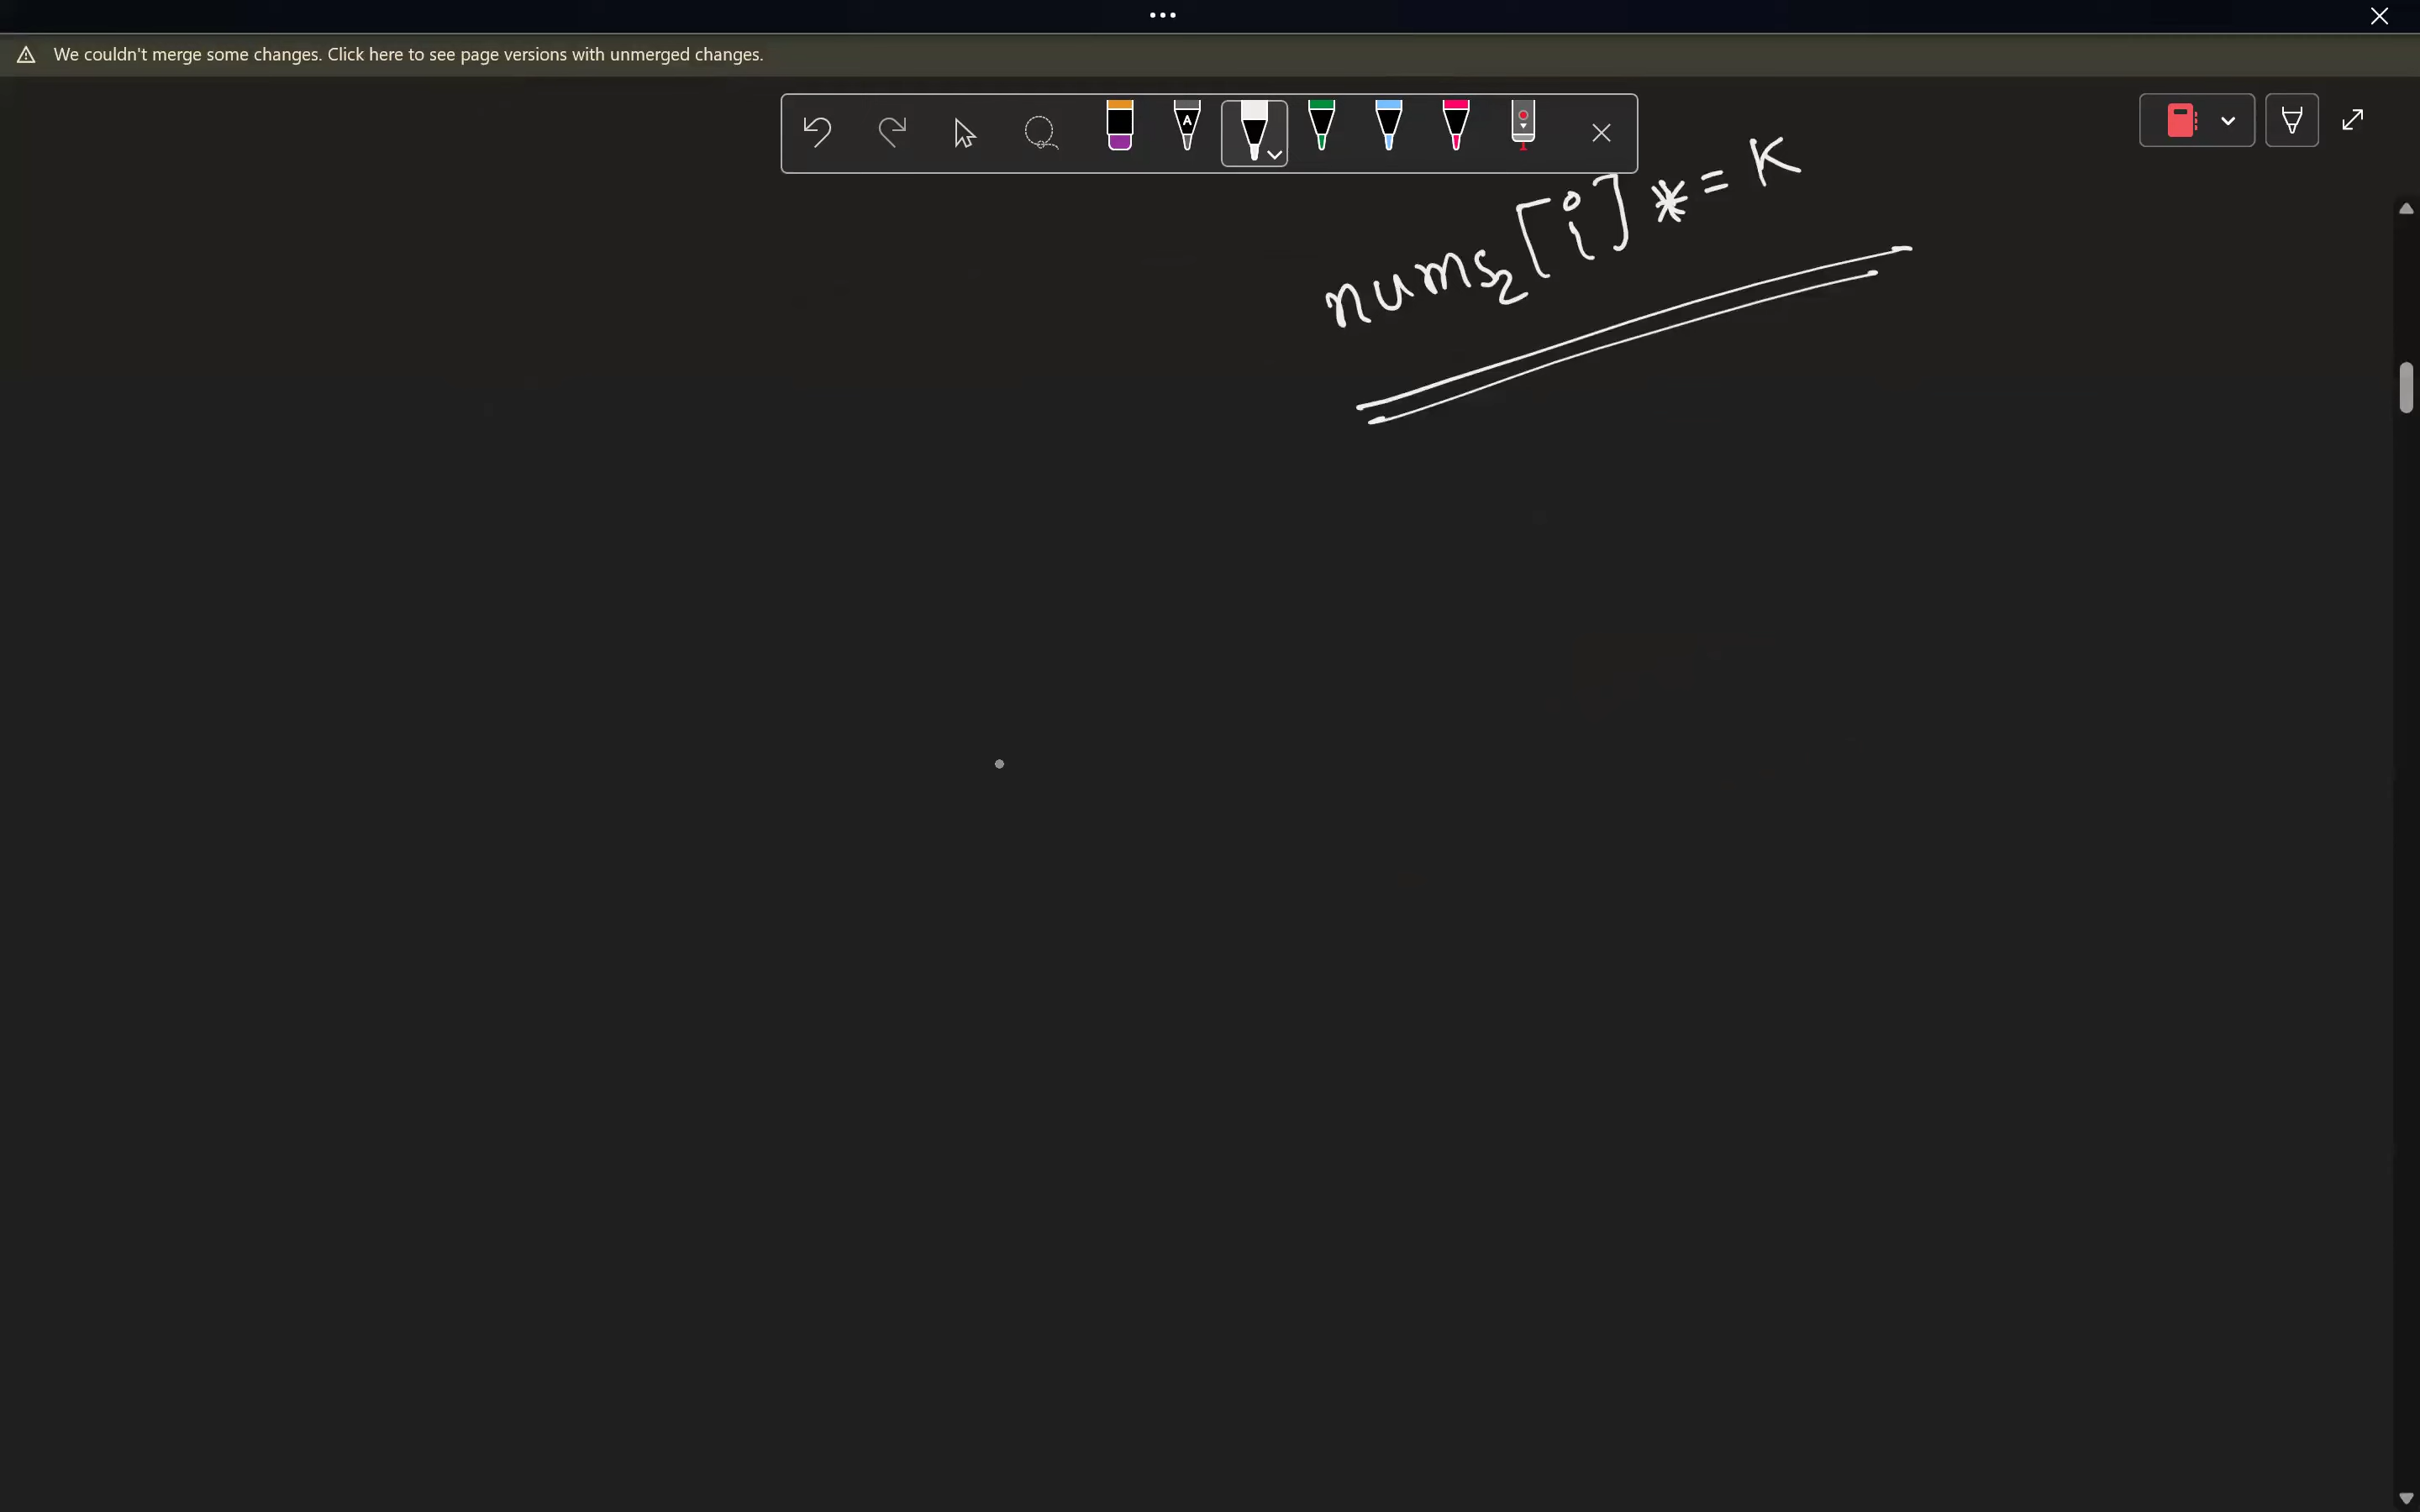 We couldn't merge some changes. Click here to see page versions with unmerged changes.
A
nums2[i] *= K